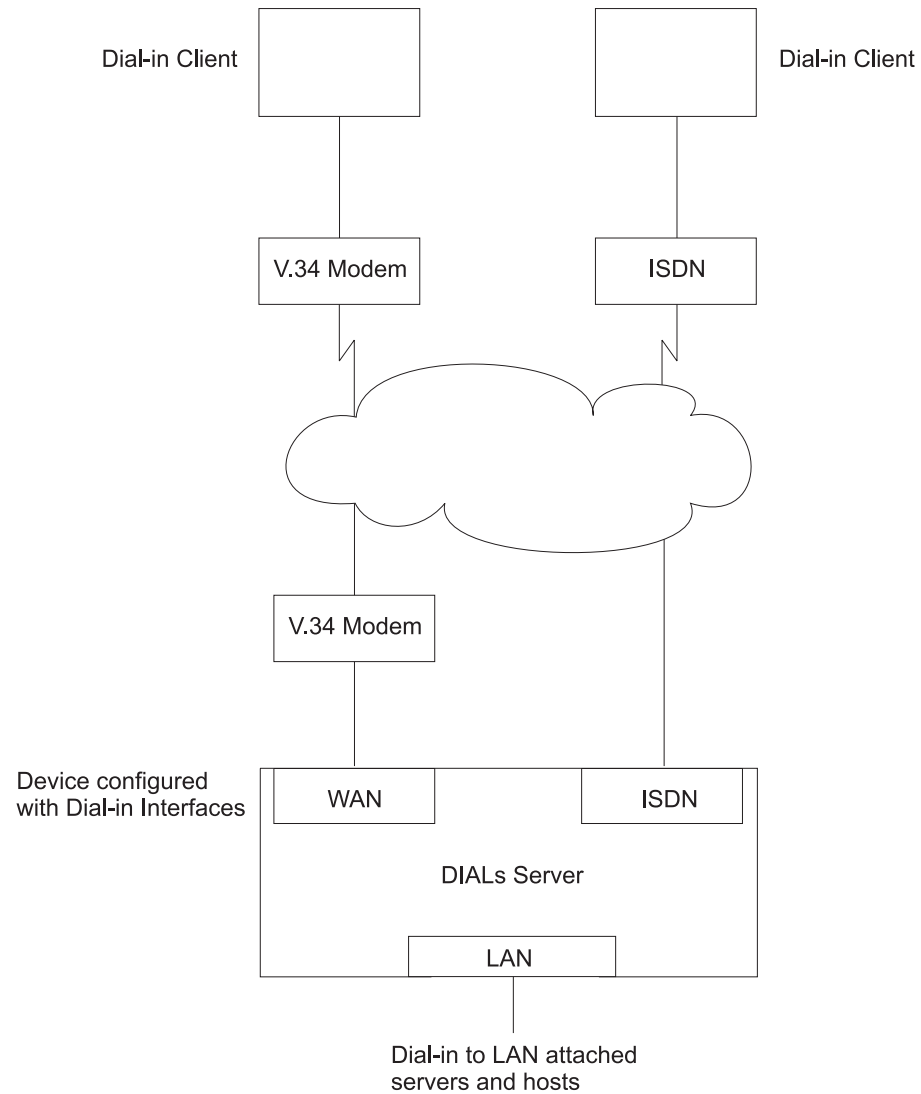 Dial-in Client
Dial-in Client
V.34 Modem
ISDN
V.34 Modem
Device configured
with Dial-in Interfaces
WAN
ISDN
DIALs Server
LAN
Dial-in to LAN attached
servers and hosts